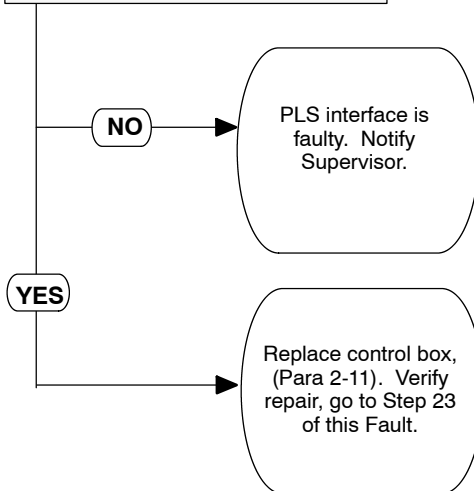 NO
PLS interface is
faulty. Notify
Supervisor.
YES
Replace control box,
(Para 2-11). Verify
repair, go to Step 23
of this Fault.